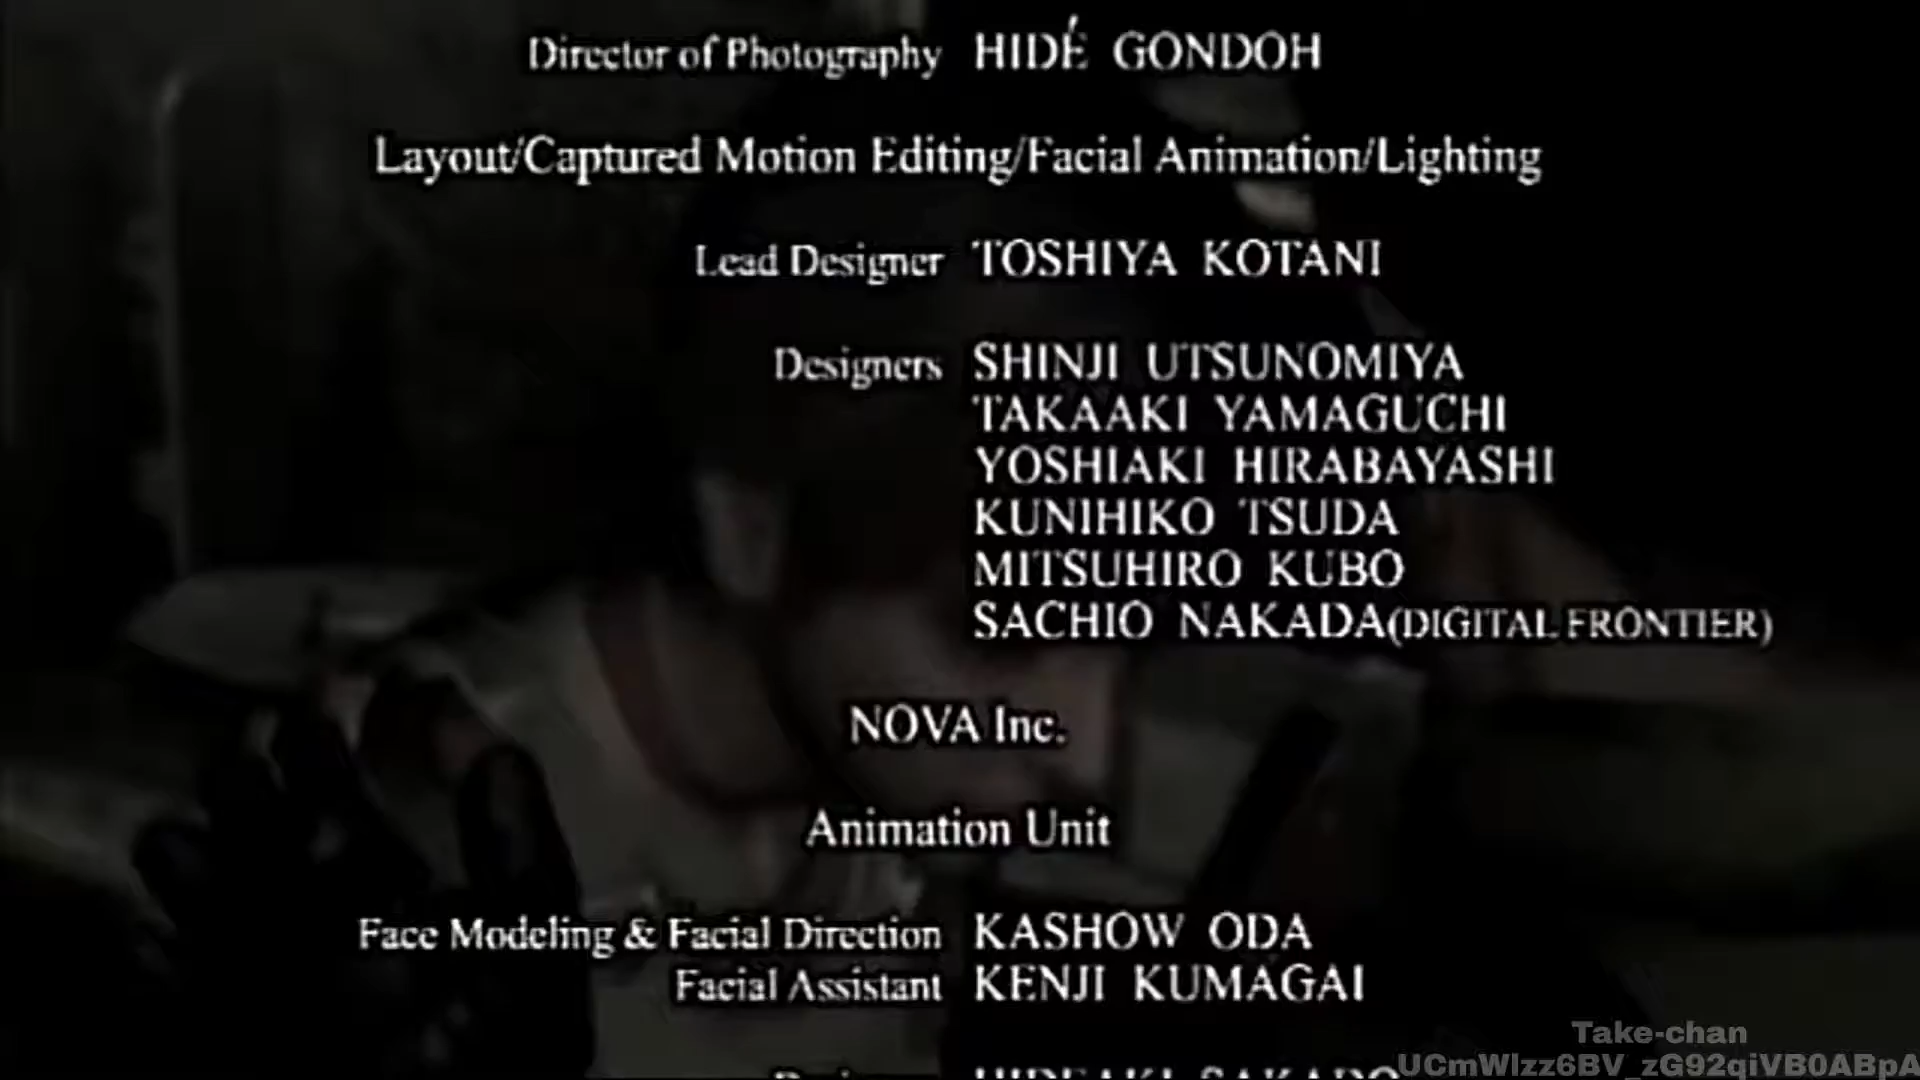 Director of Photography HIDÉ GONDOH
Layout/Captured Motion Editing/Facial Animation/Lighting
Lead Designer TOSHIYA KOTANI
Designers SHINJI UTSUNOMIYA
TAKAAKI YAMAGUCHI
YOSHIAKI HIRABAYASHI
KUNIHIKO TSUDA
MITSUHIRO KUBO
SACHIO NAKADA(DIGITAL FRONTIER)
NOVA Inc.
Animation Unit
Face Modeling & Facial Direction KASHOW ODA
Facial Assistant KENJI KUMAGAI
Take-chan
UCmWlzz6BV_zG92qiVB0ABpA